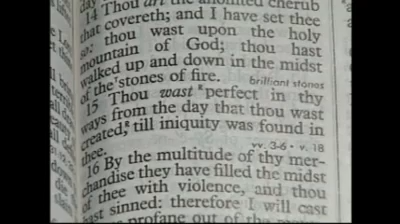 14 Thou art the anointed cherub
that covereth; and I have set thee
so: thou wast upon the holy
mountain of God; thou hast
walked up and down in the midst
of the stones of fire. brilliant stones
15 Thou wast perfect in thy
ways from the day that thou wast
created, till iniquity was found in
thee. vv. 3-6 · v. 18
16 By the multitude of thy mer-
chandise they have filled the midst
of thee with violence, and thou
hast sinned: therefore I will cast
profane out of the